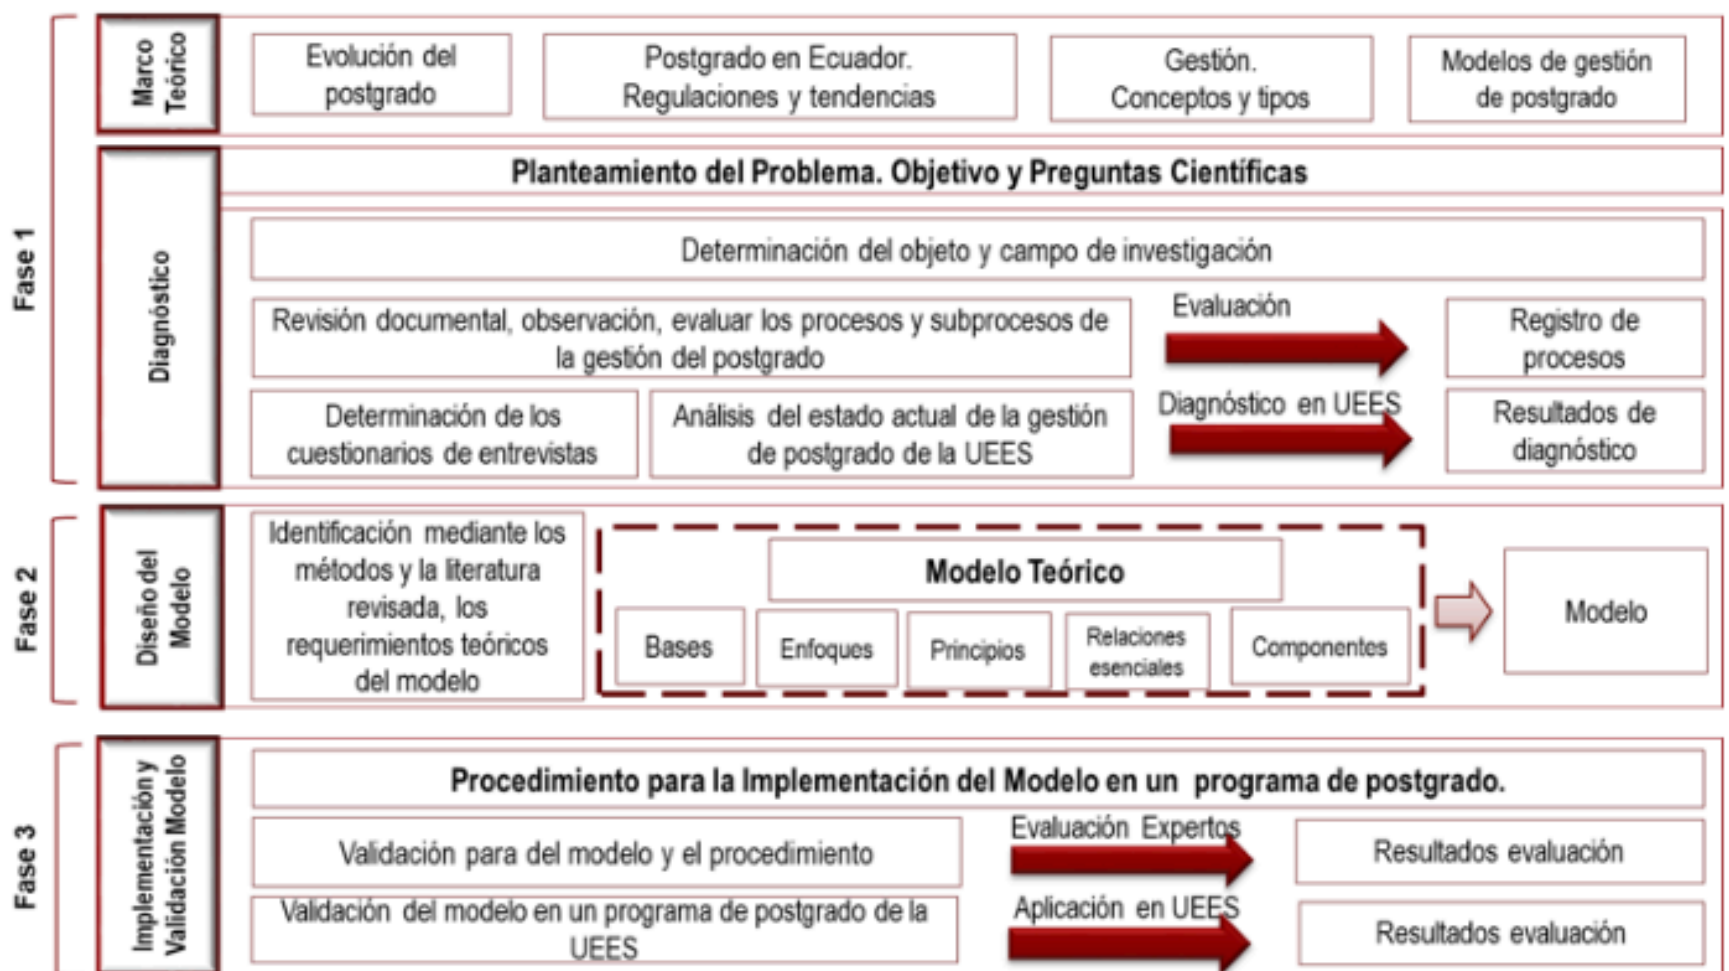 Fase 1
Marco
Teórico
Evolución del
postgrado
Postgrado en Ecuador.
Regulaciones y tendencias
Gestión.
Conceptos y tipos
Modelos de gestión
de postgrado
Diagnóstico
Planteamiento del Problema. Objetivo y Preguntas Científicas
Determinación del objeto y campo de investigación
Revisión documental, observación, evaluar los procesos y subprocesos de
la gestión del postgrado
Evaluación
Registro de
procesos
Determinación de los
cuestionarios de entrevistas
Análisis del estado actual de la gestión
de postgrado de la UEES
Diagnóstico en UEES
Resultados de
diagnóstico
Fase 2
Diseño del
Modelo
Identificación mediante los
métodos y la literatura
revisada, los
requerimientos teóricos
del modelo
Modelo Teórico
Bases
Enfoques
Principios
Relaciones
esenciales
Componentes
Modelo
Fase 3
Implementación y
Validación Modelo
Procedimiento para la Implementación del Modelo en un programa de postgrado.
Validación para del modelo y el procedimiento
Evaluación Expertos
Resultados evaluación
Validación del modelo en un programa de postgrado de la
UEES
Aplicación en UEES
Resultados evaluación